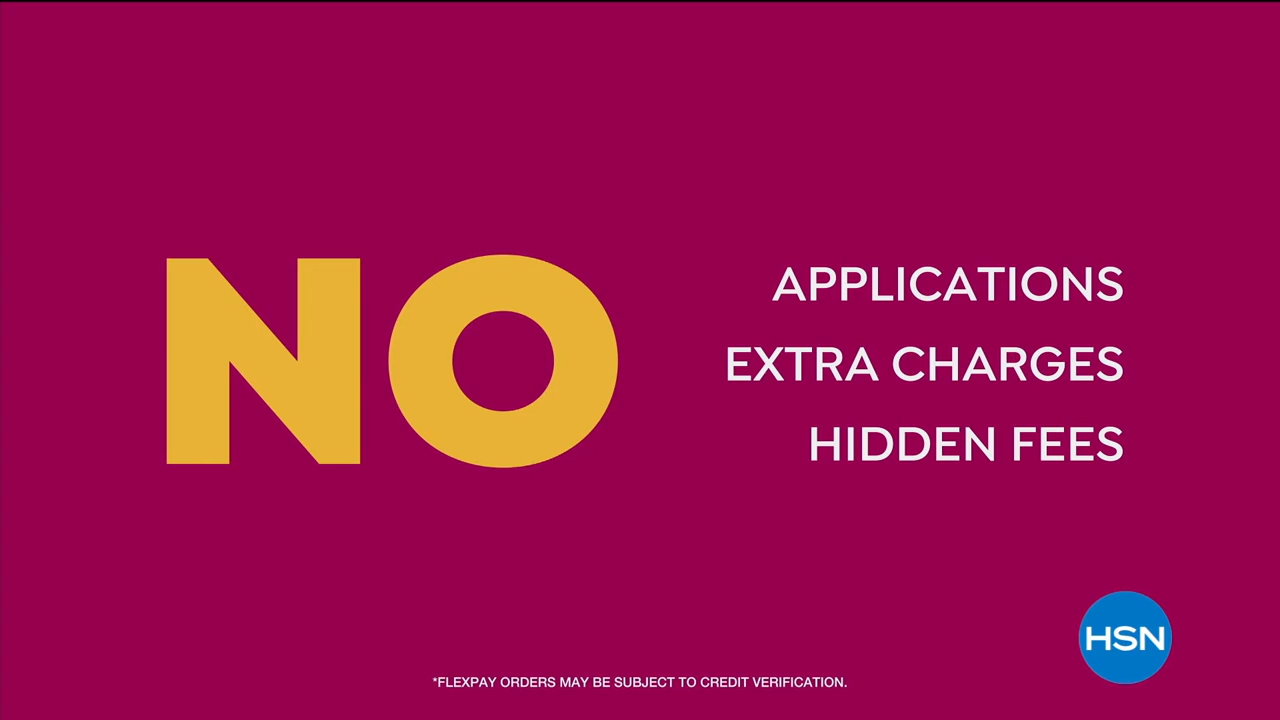 NO
APPLICATIONS
EXTRA CHARGES
HIDDEN FEES
HSN
*FLEXPAY ORDERS MAY BE SUBJECT TO CREDIT VERIFICATION.